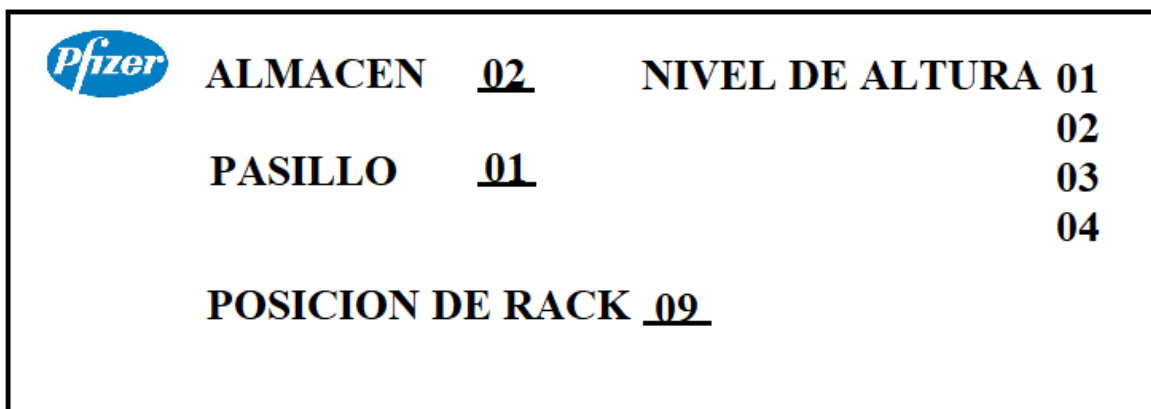 Pfizer
ALMACEN 02 NIVEL DE ALTURA 01
02
PASILLO 01 03
04
POSICION DE RACK 09